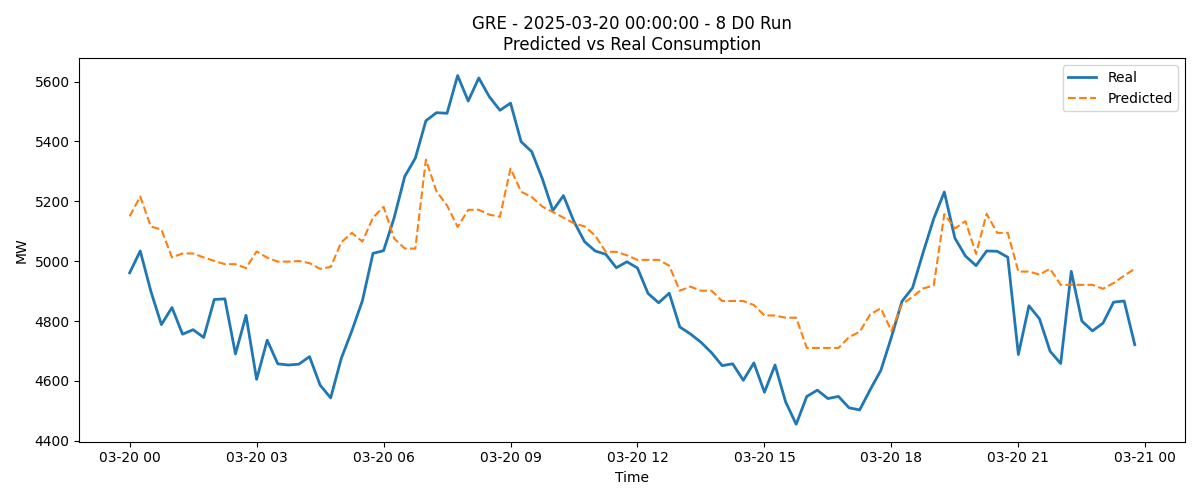 GRE - 2025-03-20 00:00:00 - 8 D0 Run
Predicted vs Real Consumption
Real
Predicted
MW
5600
5400
5200
5000
4800
4600
4400
03-20 00
03-20 03
03-20 06
03-20 09
03-20 12
03-20 15
03-20 18
03-20 21
03-21 00
Time